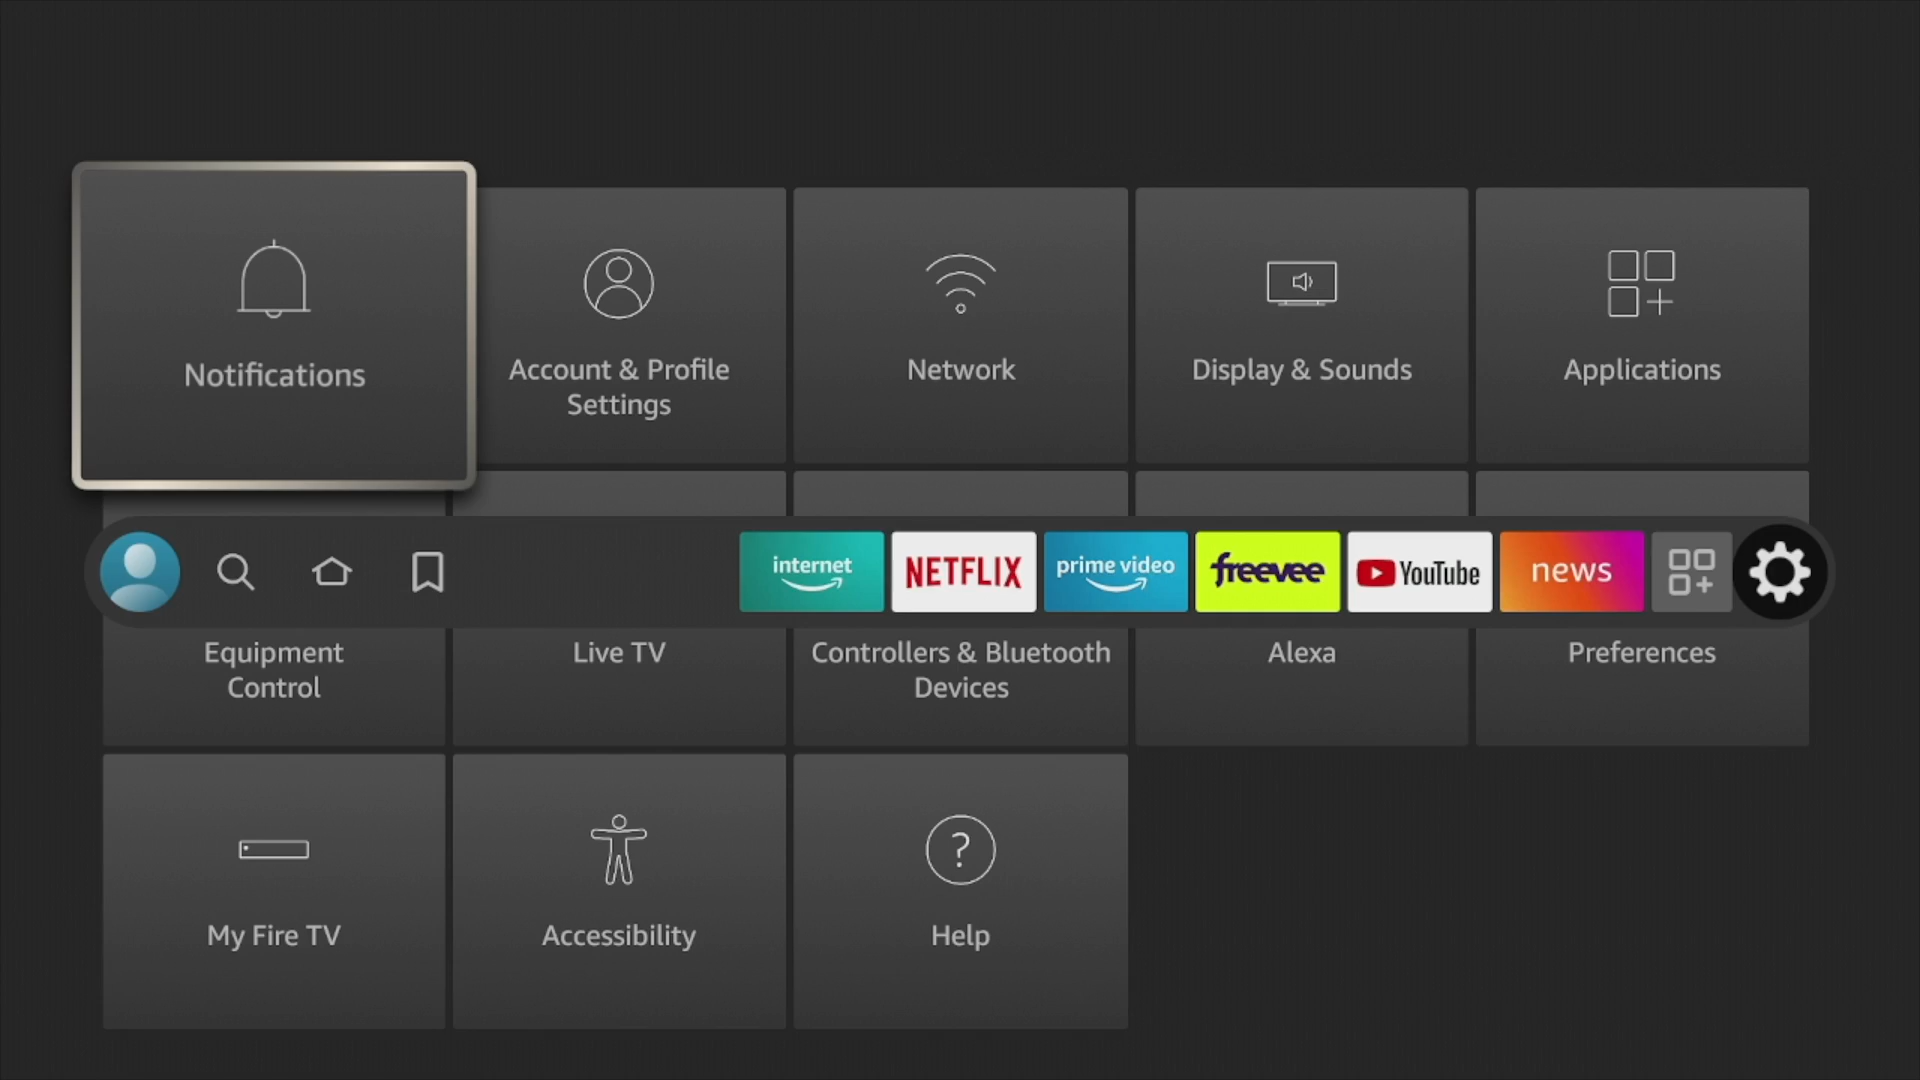 Notifications
Account & Profile
Settings
Network
Display & Sounds
Applications
internet
NETFLIX
prime video
freevee
YouTube
news
Equipment
Control
Live TV
Controllers & Bluetooth
Devices
Alexa
Preferences
My Fire TV
Accessibility
?
Help